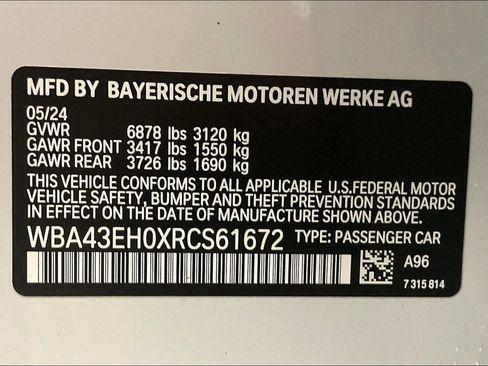 MFD BY BAYERISCHE MOTOREN WERKE AG
05/24
GVWR 6878 lbs 3120 kg
GAWR FRONT 3417 lbs 1550 kg
GAWR REAR 3726 lbs 1690 kg
THIS VEHICLE CONFORMS TO ALL APPLICABLE U.S.FEDERAL MOTOR
VEHICLE SAFETY, BUMPER AND THEFT PREVENTION STANDARDS
IN EFFECT ON THE DATE OF MANUFACTURE SHOWN ABOVE.
WBA43EH0XRCS61672 TYPE: PASSENGER CAR
A96
7 315 814